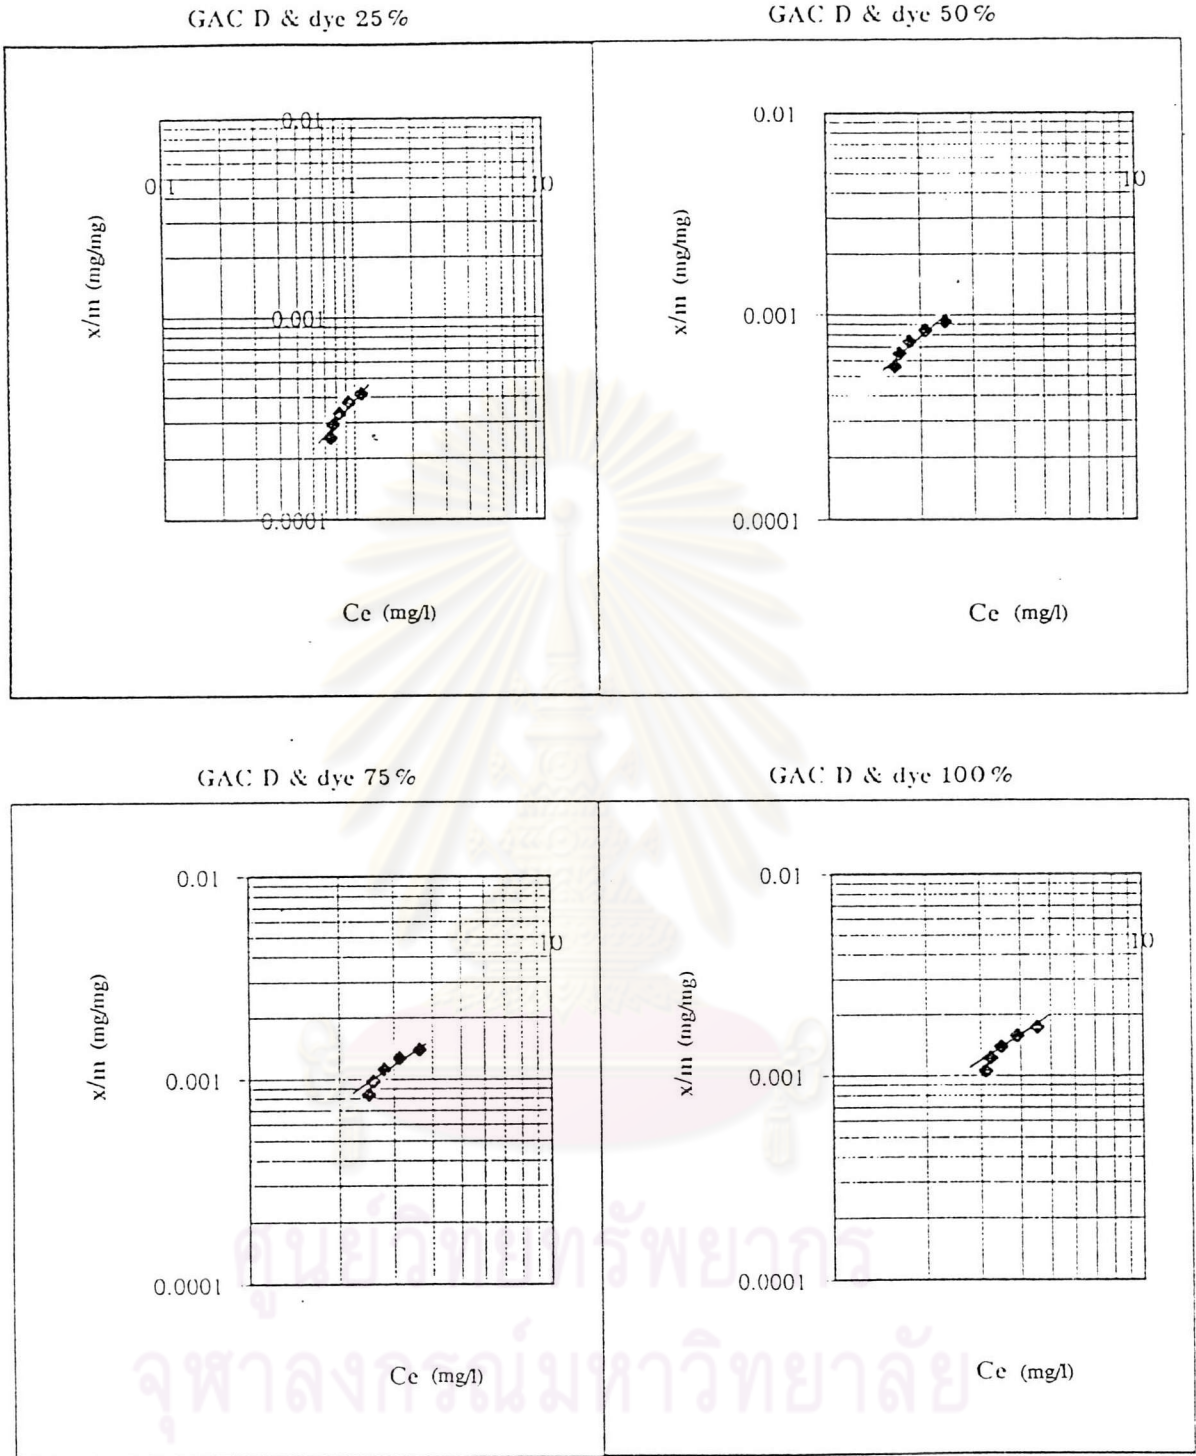 GAC D & dye 25%
0.01
0.1
1
10
x/m (mg/mg)
0.001
0.0001
Ce (mg/l)
GAC D & dye 50%
0.01
10
x/m (mg/mg)
0.001
0.0001
Ce (mg/l)
GAC D & dye 75%
0.01
10
x/m (mg/mg)
0.001
0.0001
Ce (mg/l)
GAC D & dye 100%
0.01
10
x/m (mg/mg)
0.001
0.0001
Ce (mg/l)
ศูนย์วิทยทรัพยากร
จุฬาลงกรณ์มหาวิทยาลัย